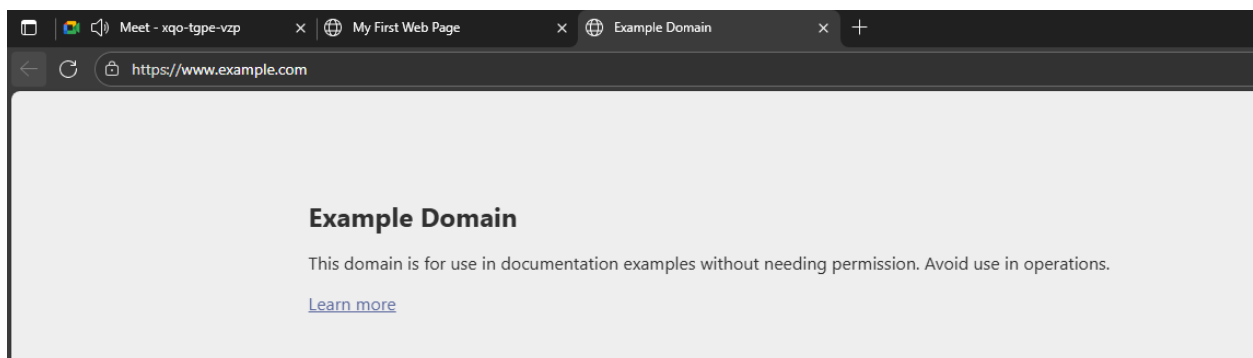 Meet - xqo-tgpe-vzp
My First Web Page
Example Domain
https://www.example.com
Example Domain
This domain is for use in documentation examples without needing permission. Avoid use in operations.
Learn more